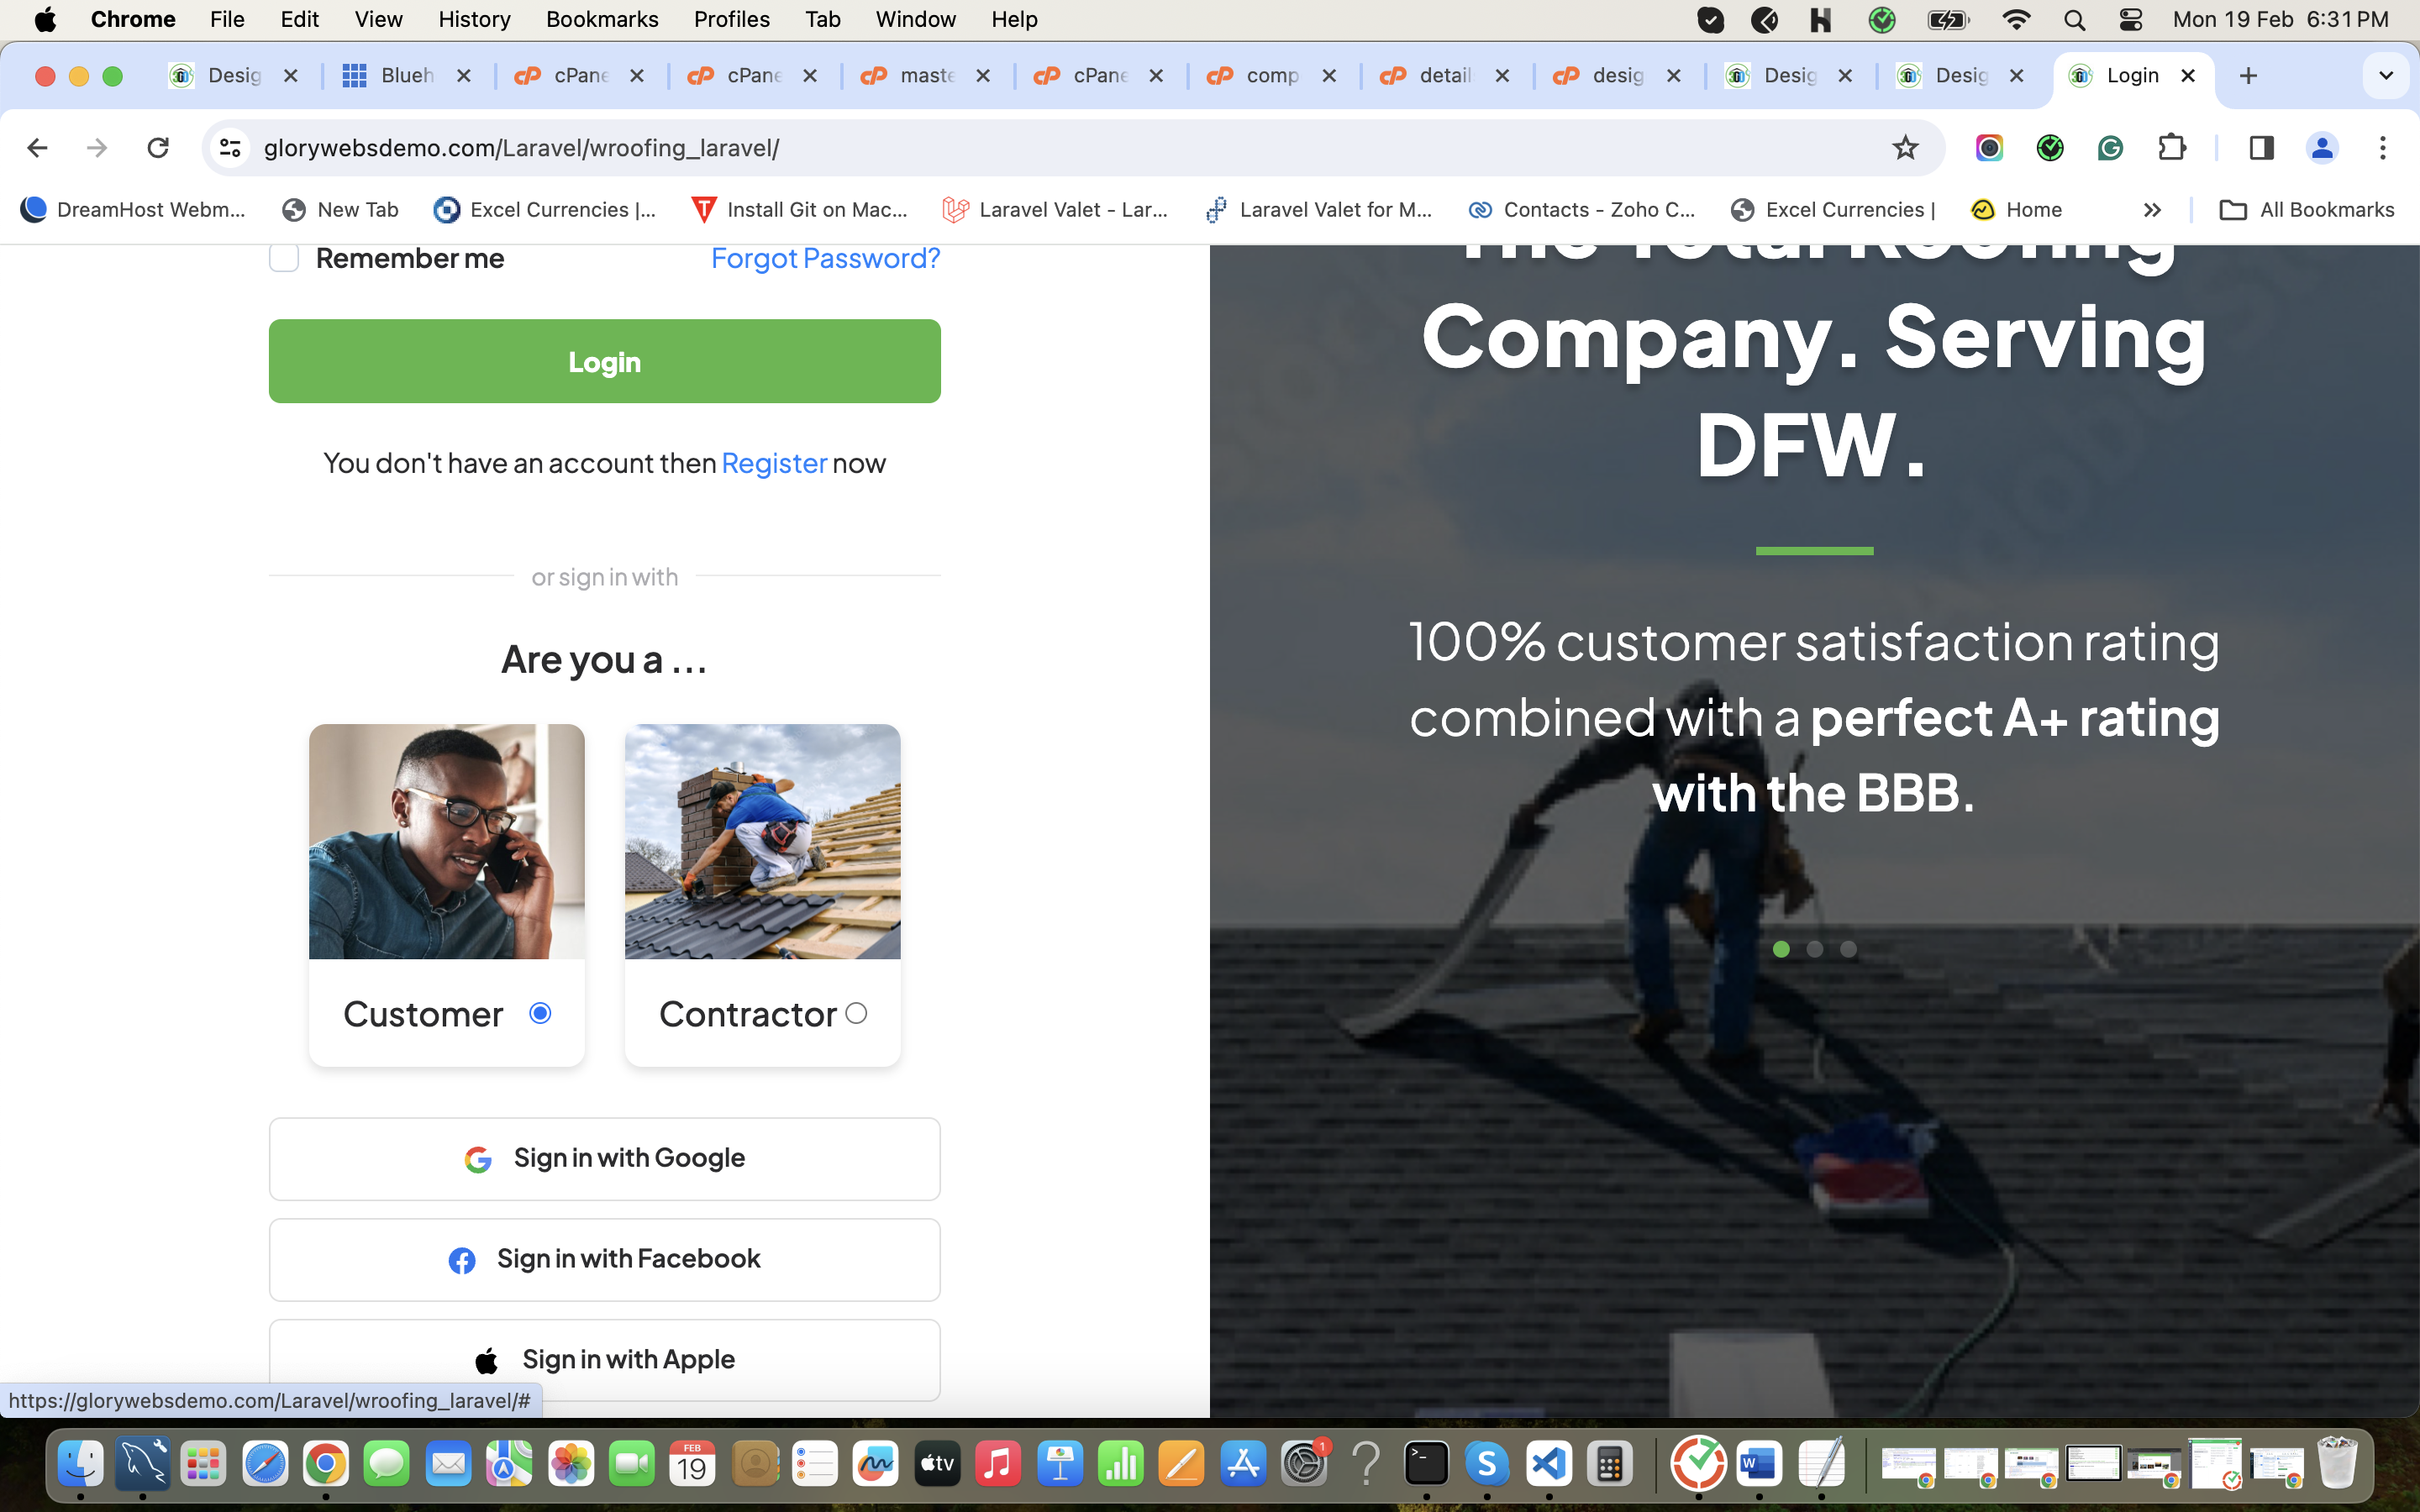 Chrome File Edit View History Bookmarks Profiles Tab Window Help Mon 19 Feb 6:31 PM
Desig Blueh cPane cPane maste cPane comp detail desig Desig Desig Login
glorywebsdemo.com/Laravel/wroofing_laravel/
DreamHost Webm... New Tab Excel Currencies |... Install Git on Mac... Laravel Valet - Lar... Laravel Valet for M... Contacts - Zoho C... Excel Currencies | Home All Bookmarks
Remember me Forgot Password?
Login
You don't have an account then Register now
or sign in with
Are you a ...
Customer Contractor
Sign in with Google
Sign in with Facebook
Sign in with Apple
The Total Roofing
Company. Serving
DFW.
100% customer satisfaction rating
combined with a perfect A+ rating
with the BBB.
https://glorywebsdemo.com/Laravel/wroofing_laravel/#
FEB
19
tv
1